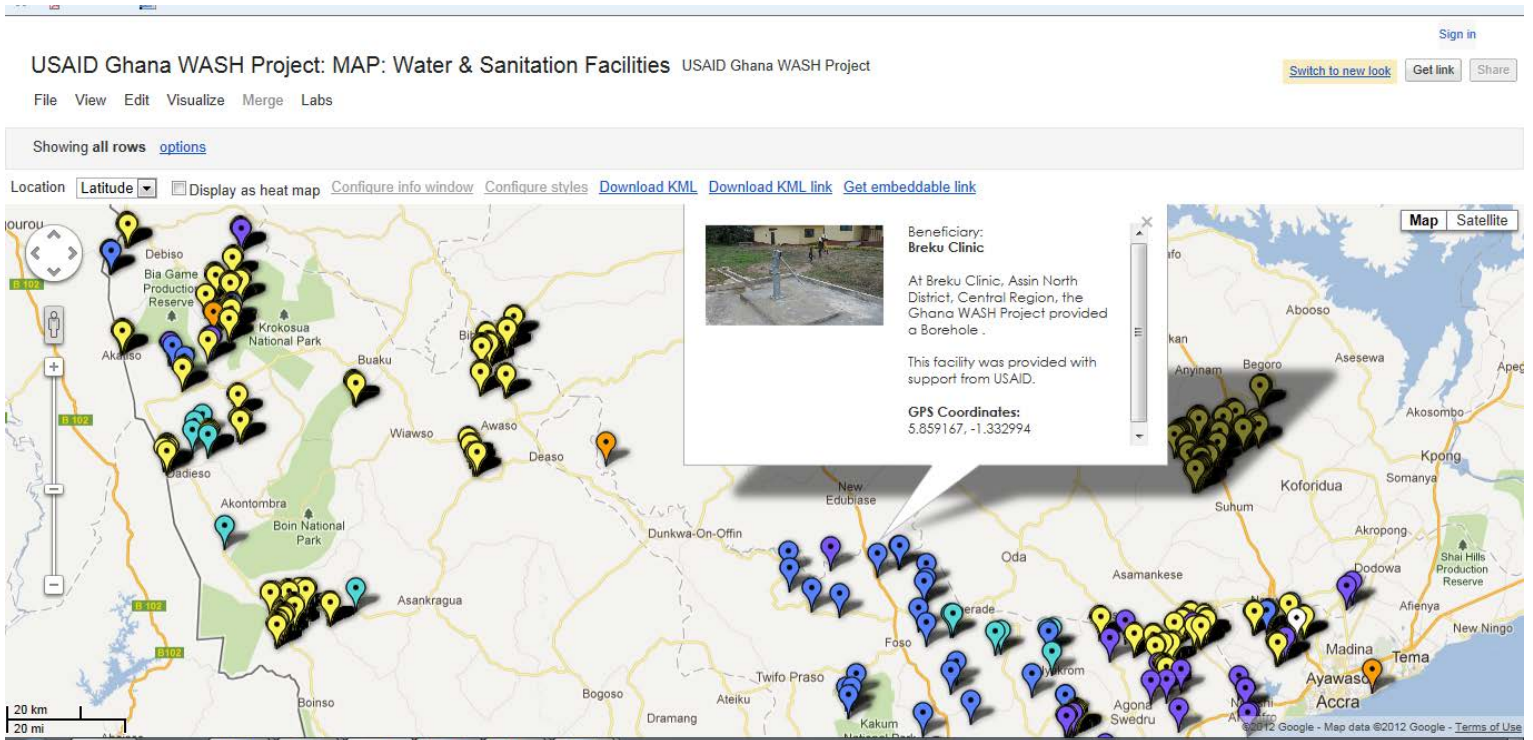 Sign in
USAID Ghana WASH Project: MAP: Water & Sanitation Facilities USAID Ghana WASH Project
Switch to new look Get link Share
File View Edit Visualize Merge Labs
Showing all rows options
Location Latitude Display as heat map Configure info window Configure styles Download KML Download KML link Get embeddable link
Map Satellite
Beneficiary:
Breku Clinic
At Breku Clinic, Assin North
District, Central Region, the
Ghana WASH Project provided
a Borehole .
This facility was provided with
support from USAID.
GPS Coordinates:
5.859167, -1.332994
Debiso
Bia Game
Production
Reserve
B 102
Krokosua
National Park
Buaku
Abooso
Anyinam
Begoro
Asesewa
Akosombo
B 102
Wiawso
Awaso
Deaso
Dadieso
Kpong
Somanya
Koforidua
New
Edubiase
Suhum
Akontombra
Boin National
Park
Dunkwa-On-Offin
Oda
Akropong
Shai Hills
Production
Reserve
Dodowa
Asamankese
Asankragua
B 102
Afienya
New Ningo
Foso
B102
Madina
Tema
Twifo Praso
Ayawaso
Accra
Boinso
Bogoso
Ateiku
Agona
Swedru
Dramang
Kakum
National Park
20 km
20 mi
©2012 Google - Map data ©2012 Google - Terms of Use